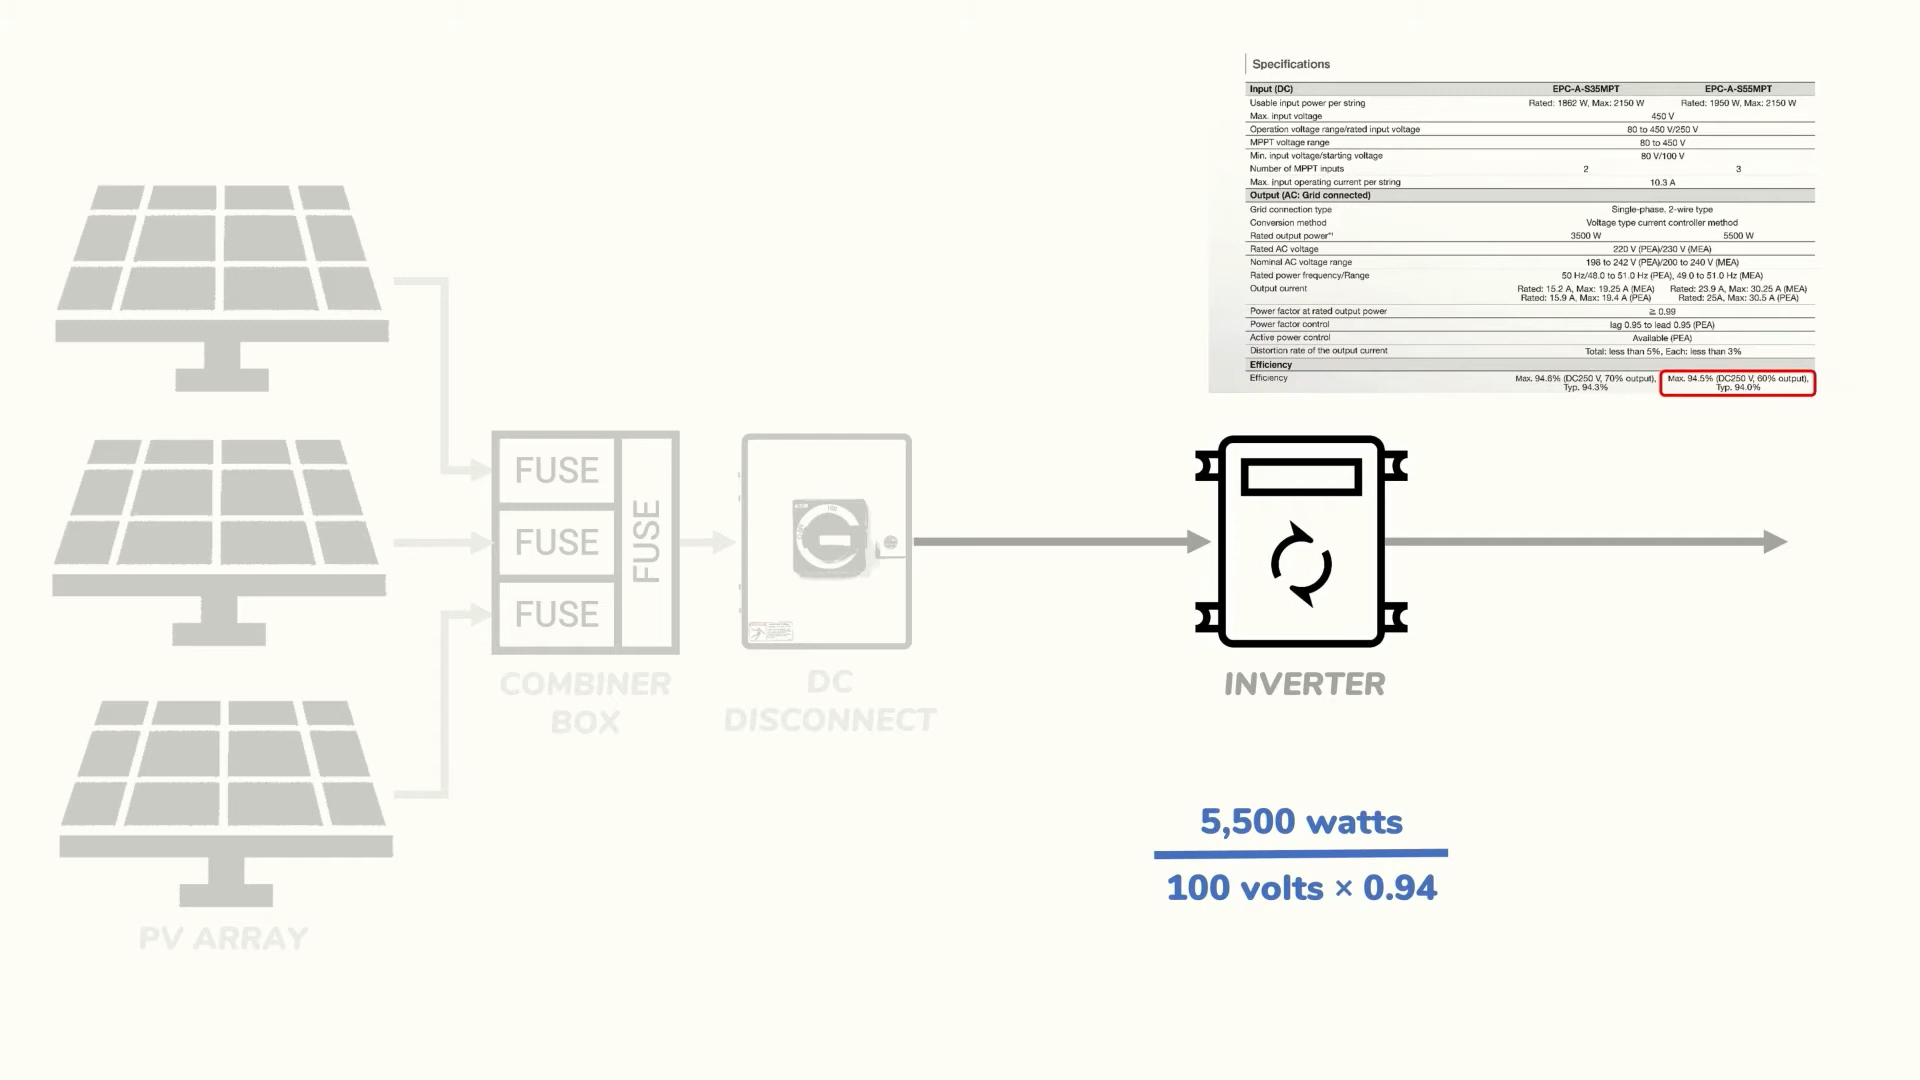 Specifications
Input (DC) EPC-A-S35MPT EPC-A-S55MPT
Usable input power per string Rated: 1862 W, Max: 2150 W Rated: 1950 W, Max: 2150 W
Max. input voltage 450 V
Operation voltage range/rated input voltage 80 to 450 V/250 V
MPPT voltage range 80 to 450 V
Min. input voltage/starting voltage 80 V/100 V
Number of MPPT inputs 2 3
Max. input operating current per string 10.3 A
Output (AC: Grid connected)
Grid connection type Single-phase, 2-wire type
Conversion method Voltage type current controller method
Rated output power*1 3500 W 5500 W
Rated AC voltage 220 V (PEA)/230 V (MEA)
Nominal AC voltage range 198 to 242 V (PEA)/200 to 240 V (MEA)
Rated power frequency/Range 50 Hz/48.0 to 51.0 Hz (PEA), 49.0 to 51.0 Hz (MEA)
Output current Rated: 15.2 A, Max: 19.25 A (MEA) Rated: 23.9 A, Max: 30.25 A (MEA)
Rated: 15.9 A, Max: 19.4 A (PEA) Rated: 25A, Max: 30.5 A (PEA)
Power factor at rated output power ≥ 0.99
Power factor control lag 0.95 to lead 0.95 (PEA)
Active power control Available (PEA)
Distortion rate of the output current Total: less than 5%, Each: less than 3%
Efficiency
Efficiency Max. 94.6% (DC250 V, 70% output), Max. 94.5% (DC250 V, 60% output),
Typ. 94.3% Typ. 94.0%
FUSE
FUSE
FUSE
FUSE
COMBINER
BOX
DC
DISCONNECT
INVERTER
PV ARRAY
5,500 watts
100 volts × 0.94